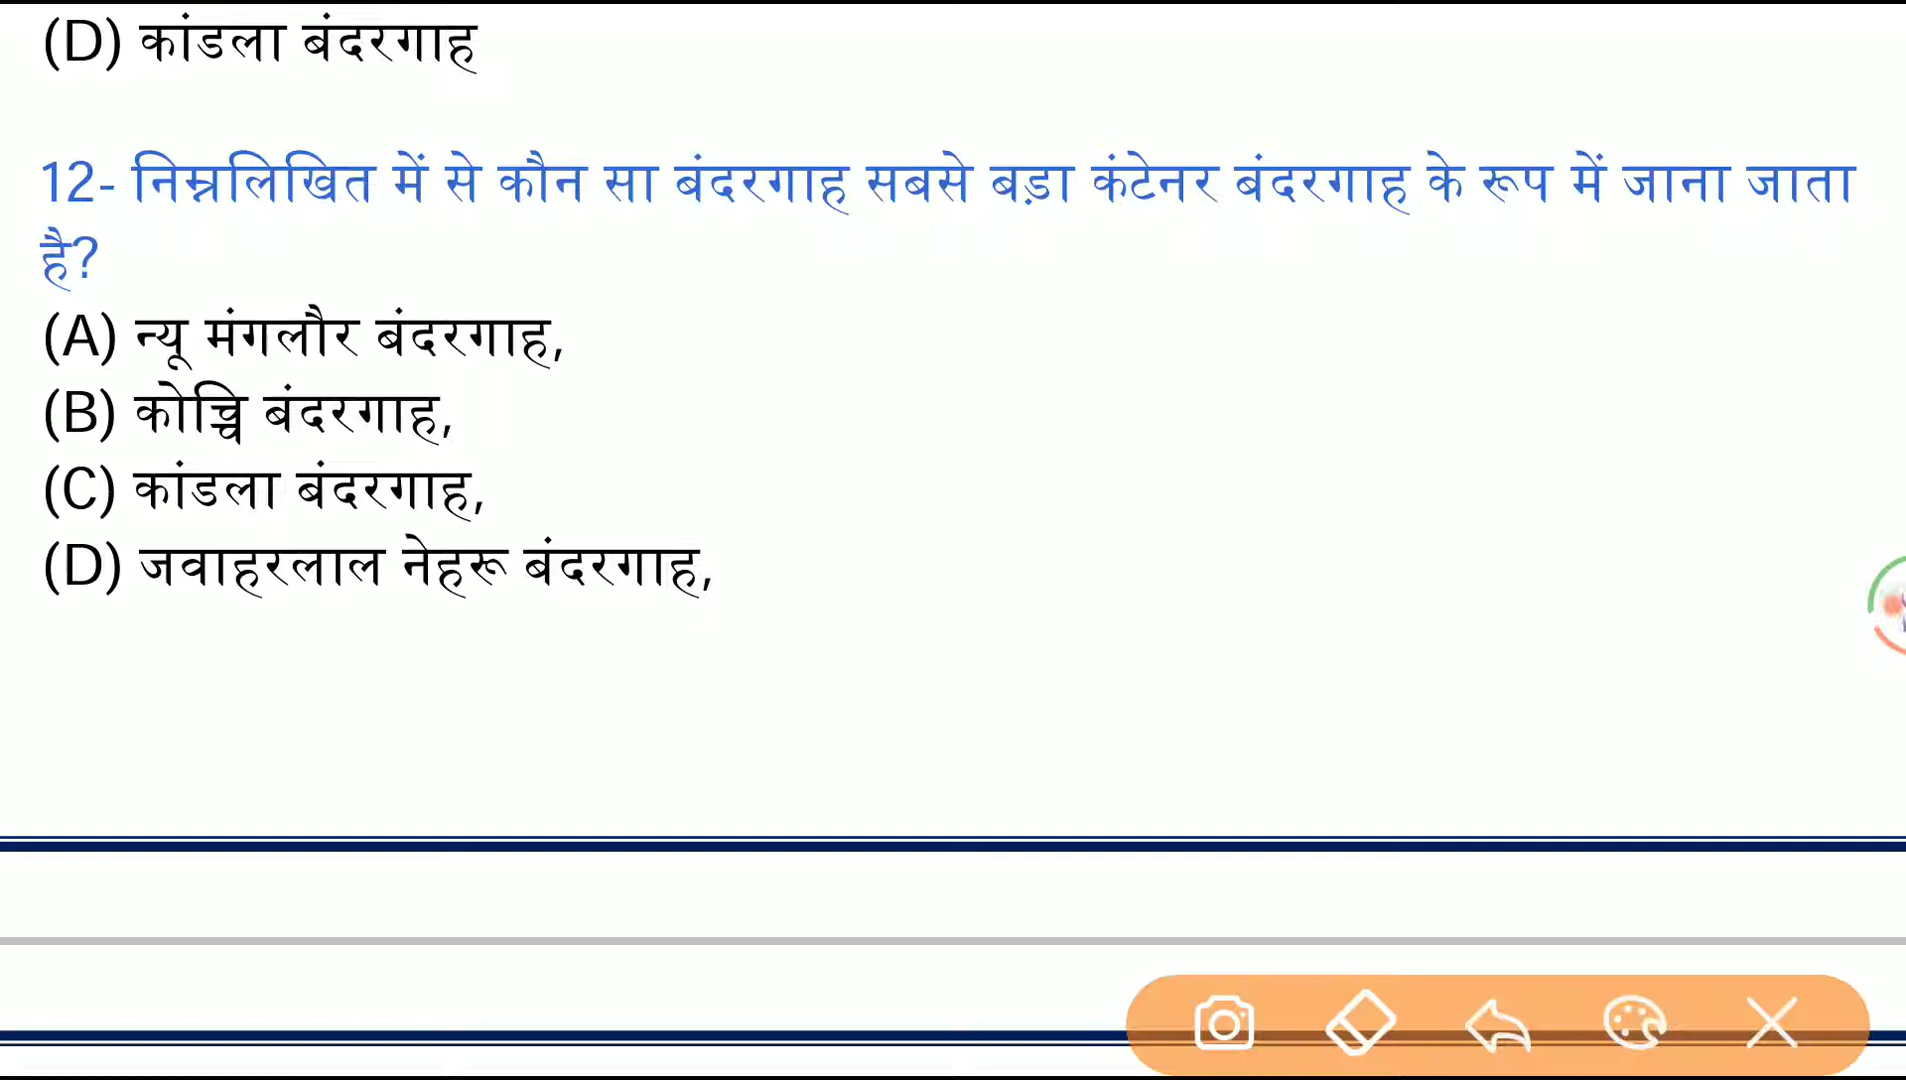 (D) कांडला बंदरगाह
12- निम्नलिखित में से कौन सा बंदरगाह सबसे बड़ा कंटेनर बंदरगाह के रूप में जाना जाता
है?
(A) न्यू मंगलौर बंदरगाह,
(B) कोच्चि बंदरगाह,
(C) कांडला बंदरगाह,
(D) जवाहरलाल नेहरू बंदरगाह,